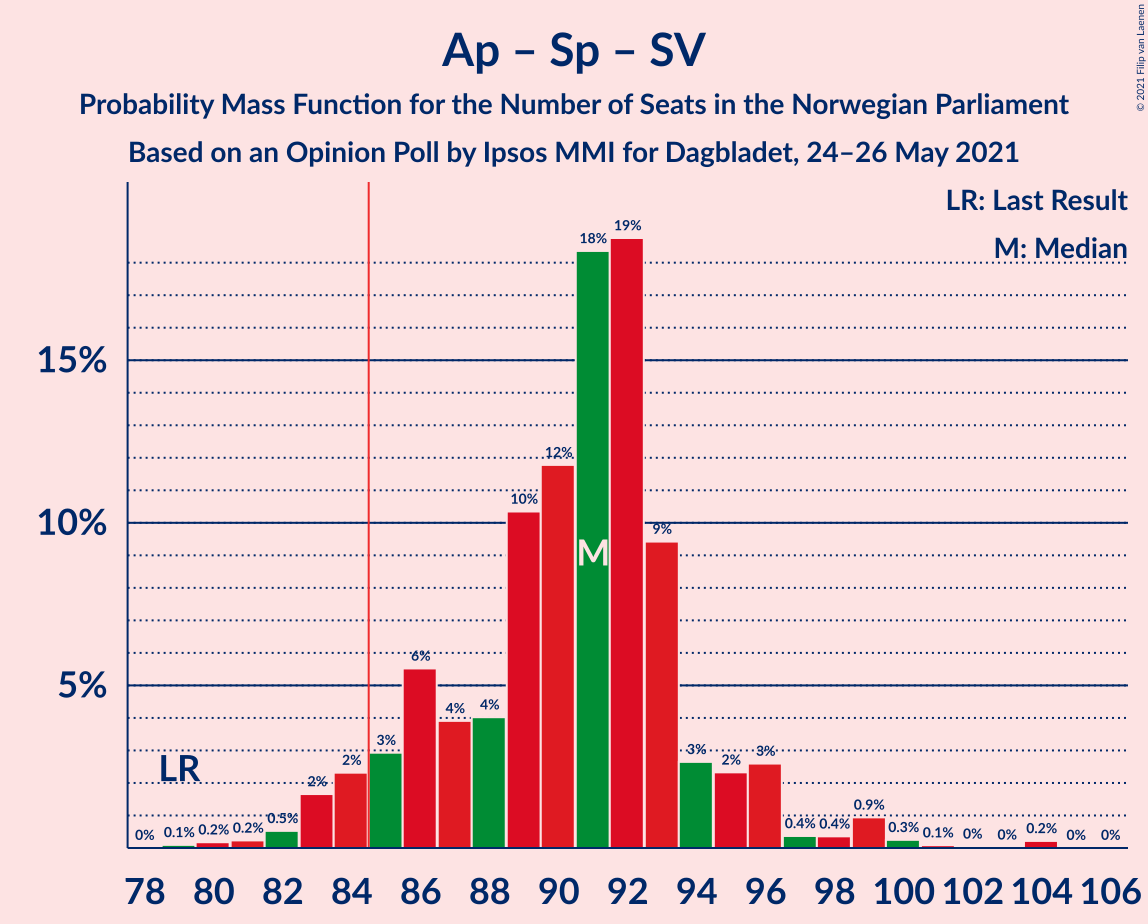 © 2021 Filip van Laenen
Ap – Sp – SV
Probability Mass Function for the Number of Seats in the Norwegian Parliament
Based on an Opinion Poll by Ipsos MMI for Dagbladet, 24–26 May 2021
LR: Last Result
M: Median
15%
10%
5%
LR
M
0% 0.1% 0.2% 0.2% 0.5% 2% 2% 3% 6% 4% 4% 10% 12% 18% 19% 9% 3% 2% 3% 0.4% 0.4% 0.9% 0.3% 0.1% 0% 0% 0.2% 0% 0%
78 80 82 84 86 88 90 92 94 96 98 100 102 104 106